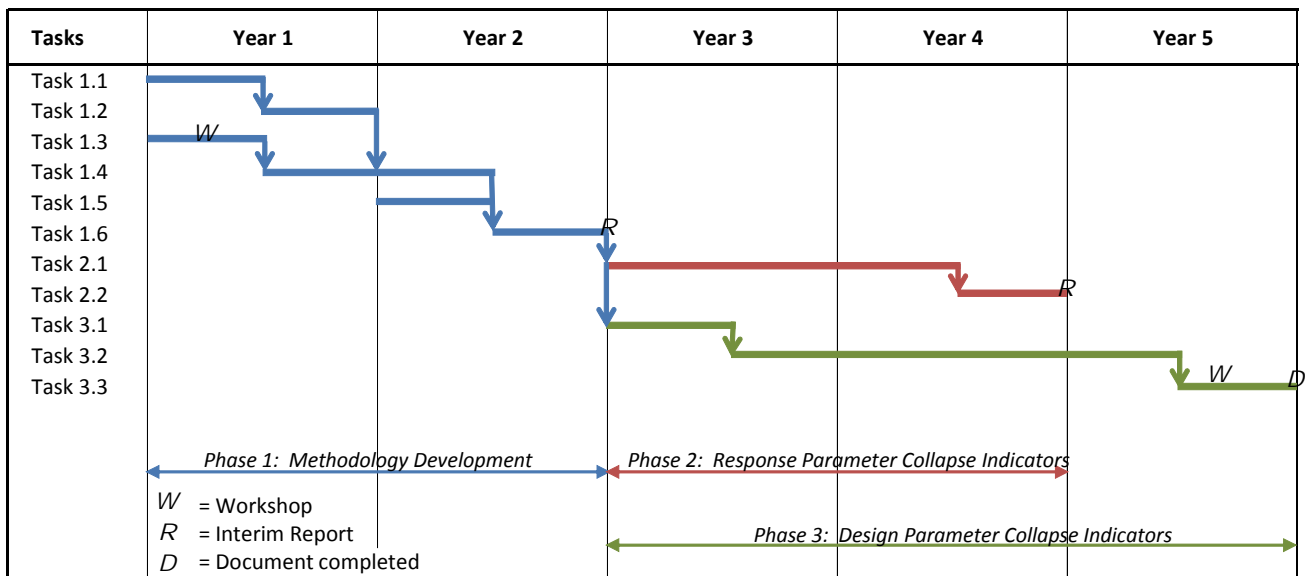 Tasks Year 1 Year 2 Year 3 Year 4 Year 5
Task 1.1
Task 1.2
Task 1.3 W
Task 1.4
Task 1.5
Task 1.6 R
Task 2.1
Task 2.2 R
Task 3.1
Task 3.2
Task 3.3 W D
Phase 1: Methodology Development Phase 2: Response Parameter Collapse Indicators
W = Workshop
R = Interim Report
Phase 3: Design Parameter Collapse Indicators
D = Document completed